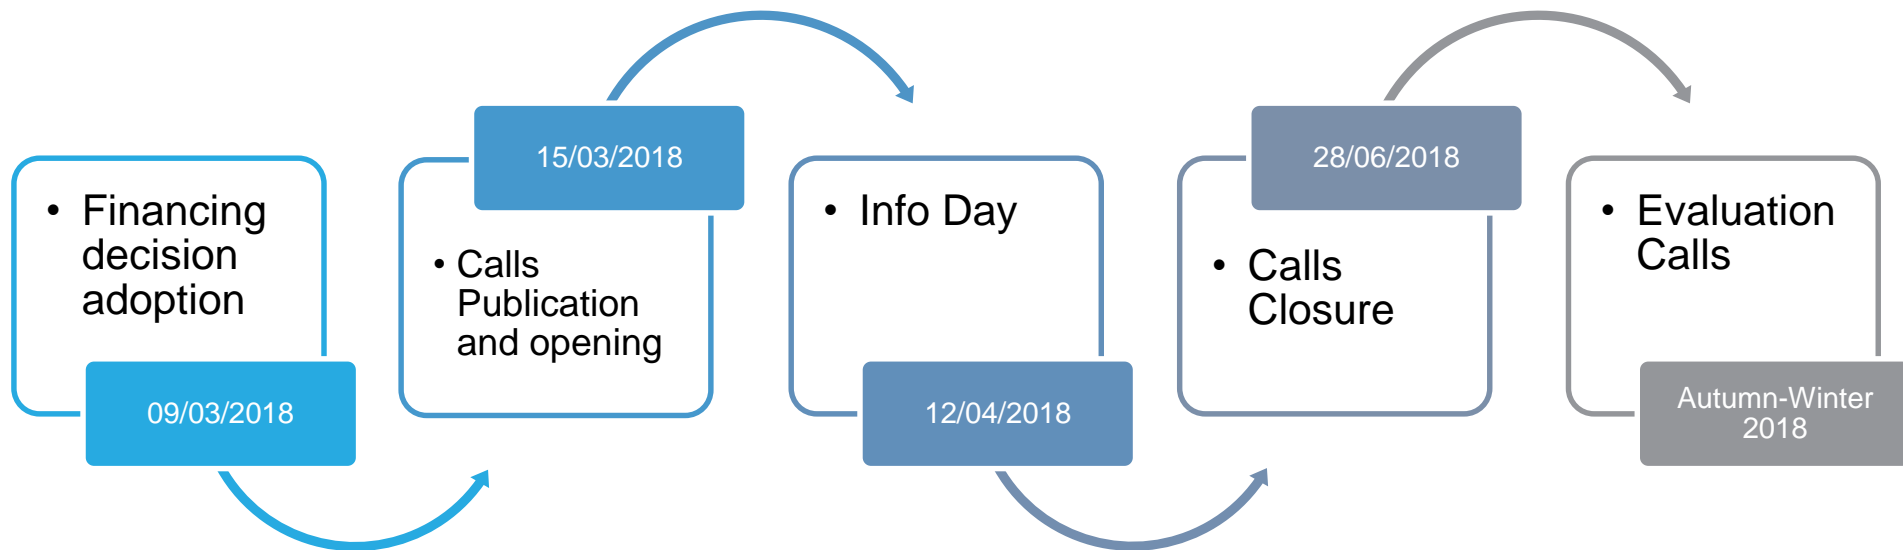 • Financing
decision
adoption
09/03/2018
15/03/2018
• Calls
Publication
and opening
• Info Day
12/04/2018
28/06/2018
• Calls
Closure
• Evaluation
Calls
Autumn-Winter
2018